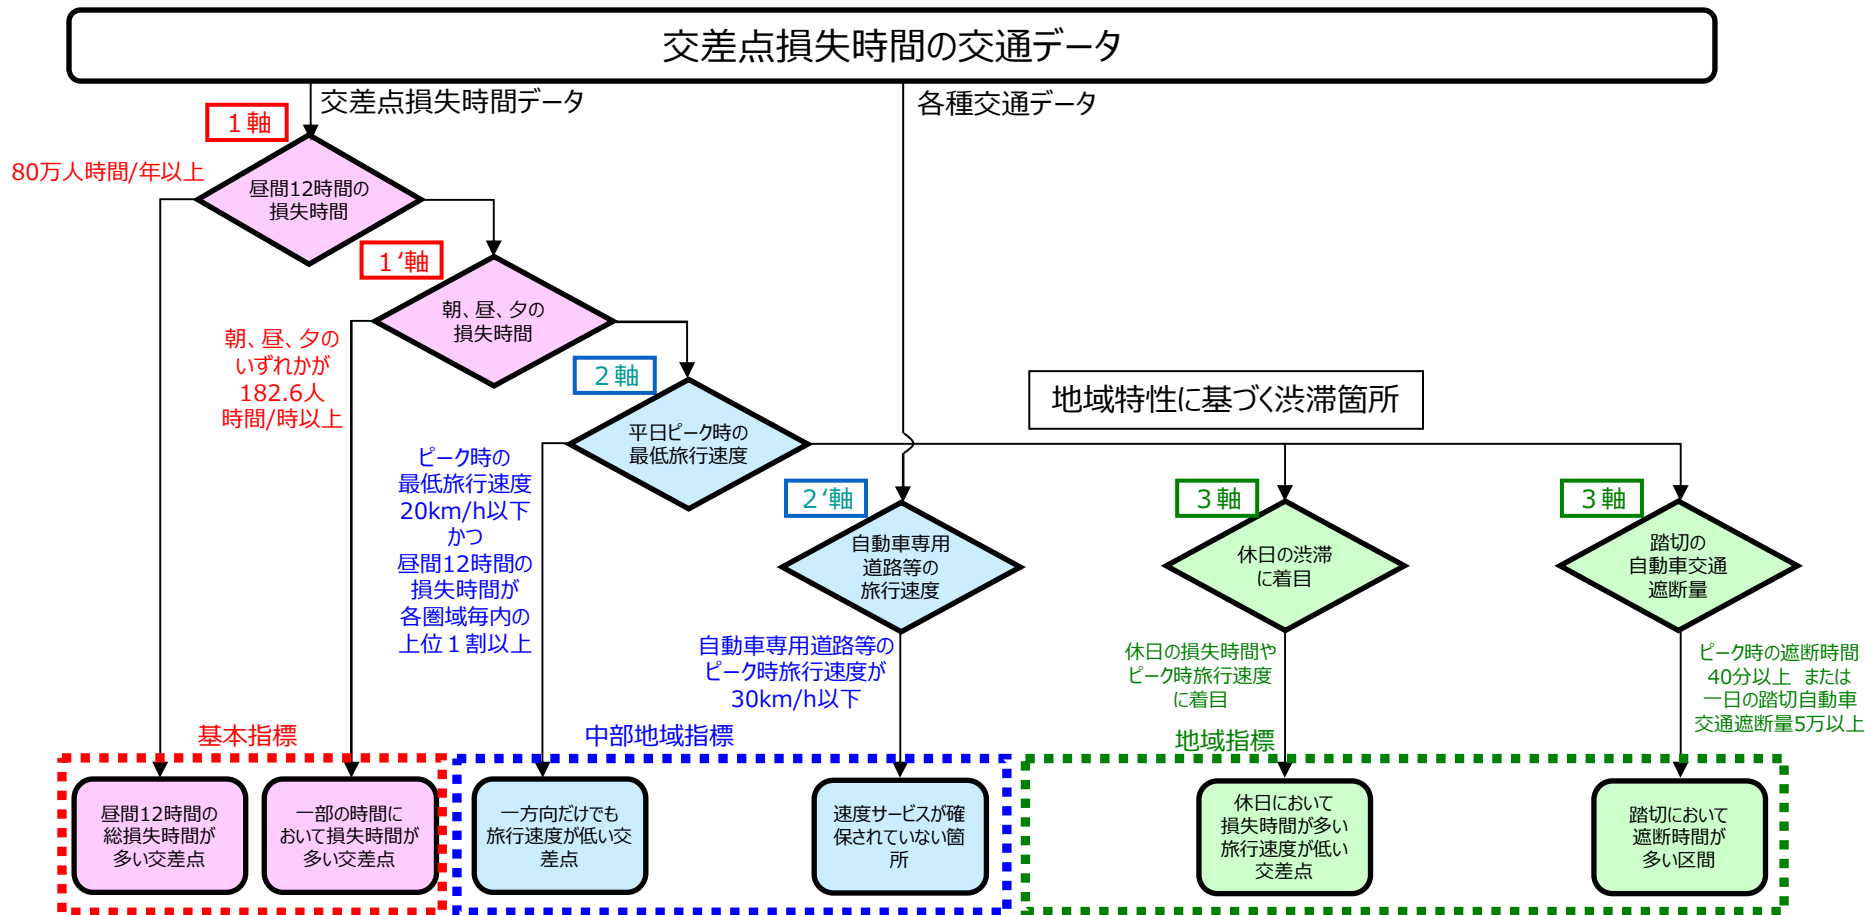 交差点損失時間の交通データ
交差点損失時間データ
各種交通データ
１軸
80万人時間/年以上
昼間12時間の
損失時間
１‘軸
朝、昼、夕の
損失時間
朝、昼、夕の
いずれかが
182.6人
時間/時以上
２軸
平日ピーク時の
最低旅行速度
地域特性に基づく渋滞箇所
ピーク時の
最低旅行速度
20km/h以下
かつ
昼間12時間の
損失時間が
各圏域毎内の
上位１割以上
２‘軸
自動車専用
道路等の
旅行速度
３軸
休日の渋滞
に着目
３軸
踏切の
自動車交通
遮断量
自動車専用道路等の
ピーク時旅行速度が
30km/h以下
休日の損失時間や
ピーク時旅行速度
に着目
ピーク時の遮断時間
40分以上 または
一日の踏切自動車
交通遮断量5万以上
基本指標
中部地域指標
地域指標
昼間12時間の
総損失時間が
多い交差点
一部の時間に
おいて損失時間が
多い交差点
一方向だけでも
旅行速度が低い交
差点
速度サービスが確
保されていない箇
所
休日において
損失時間が多い
旅行速度が低い
交差点
踏切において
遮断時間が
多い区間